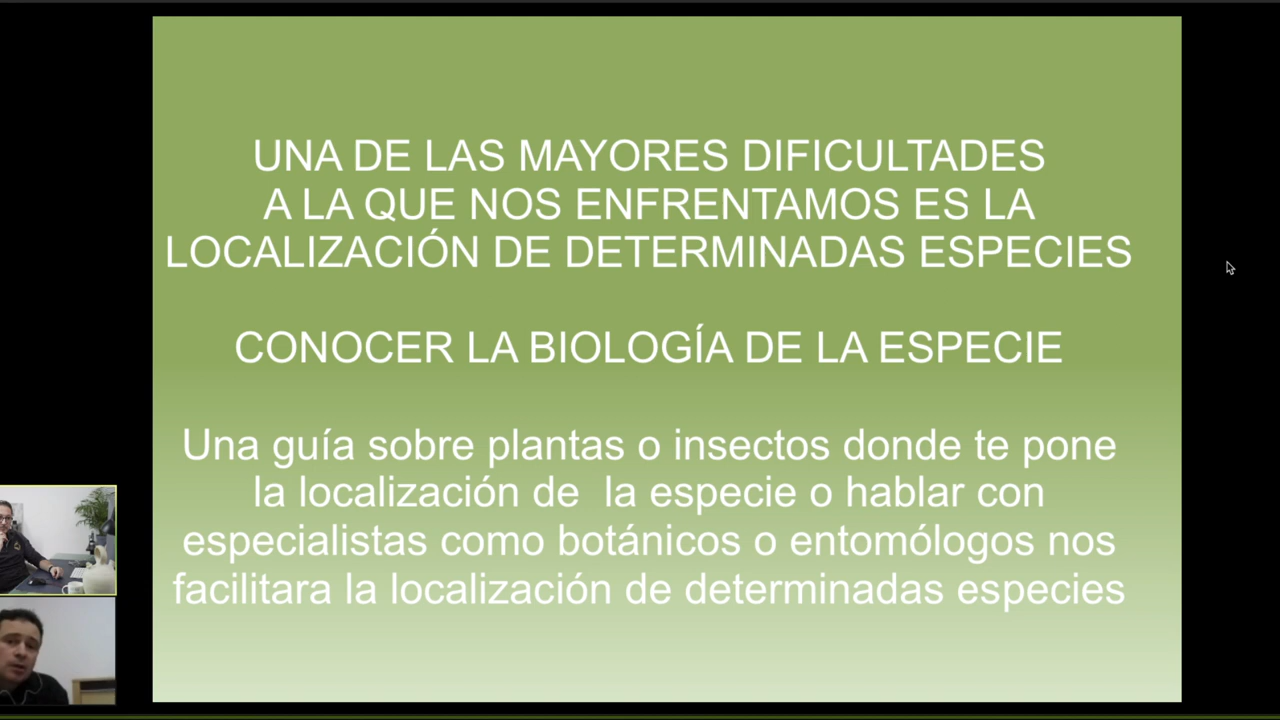 UNA DE LAS MAYORES DIFICULTADES
A LA QUE NOS ENFRENTAMOS ES LA
LOCALIZACIÓN DE DETERMINADAS ESPECIES
CONOCER LA BIOLOGÍA DE LA ESPECIE
Una guía sobre plantas o insectos donde te pone
la localización de  la especie o hablar con
especialistas como botánicos o entomólogos nos
facilitara la localización de determinadas especies